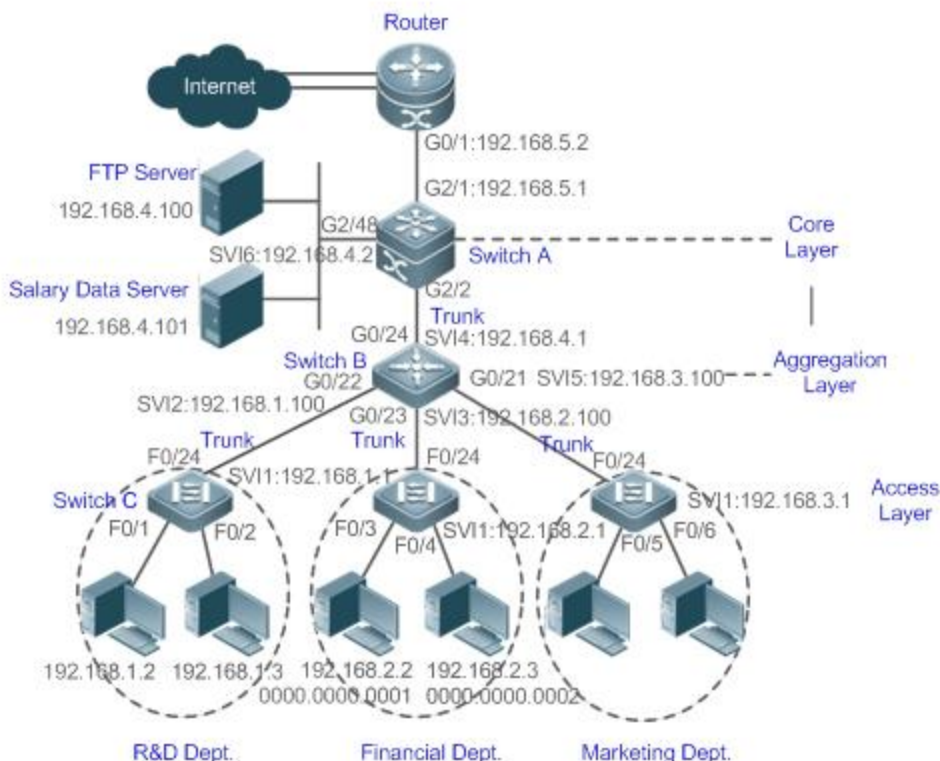 Router
Internet
G0/1:192.168.5.2
FTP Server
G2/1:192.168.5.1
192.168.4.100
G2/48
SVI6:192.168.4.2
Switch A
Core
Layer
Salary Data Server
G2/2
192.168.4.101
Trunk
G0/24
SVI4:192.168.4.1
Switch B
G0/22
G0/21
SVI5:192.168.3.100
Aggregation
Layer
SVI2:192.168.1.100
G0/23
SVI3:192.168.2.100
Trunk
Trunk
Trunk
F0/24
F0/24
F0/24
SVI1:192.168.1.1
Switch C
SVI1:192.168.3.1
Access
Layer
F0/1
F0/2
F0/3
F0/4
SVI1:192.168.2.1
F0/5
F0/6
192.168.1.2
192.168.1.3
192.168.2.2
192.168.2.3
0000.0000.0001
0000.0000.0002
R&D Dept.
Financial Dept.
Marketing Dept.